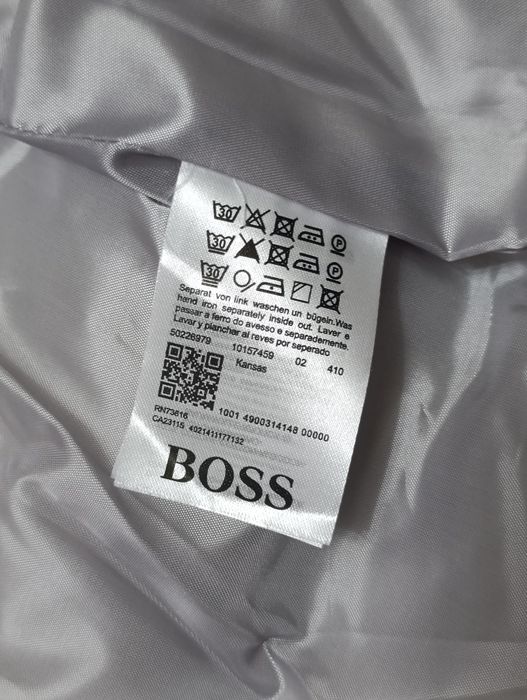 30 P
30 P
30
Separat von link waschen un bügeln.Was
hand iron separately inside out. Laver e
passar a ferro do avesso e separademente.
Lavar y planchar al reves por seperado
50226979 10157459 02 410
Kansas
1001 4900314148 00000
RN73616
CA23115 4021411177132
BOSS